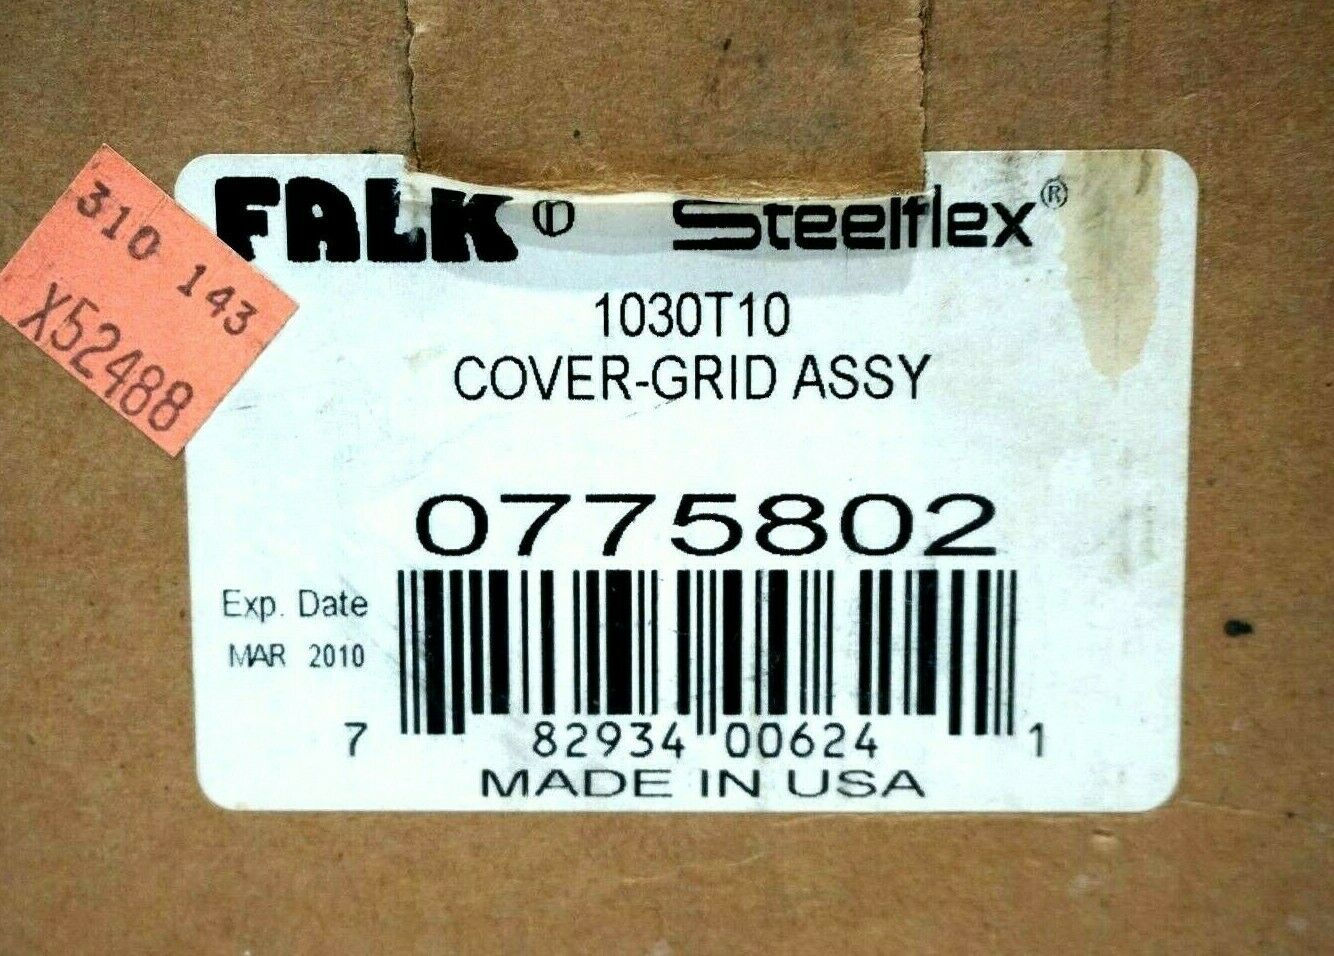 310 143
X52488
FALK Steelflex®
1030T10
COVER-GRID ASSY
0775802
Exp. Date
MAR 2010
7 82934 00624 1
MADE IN USA